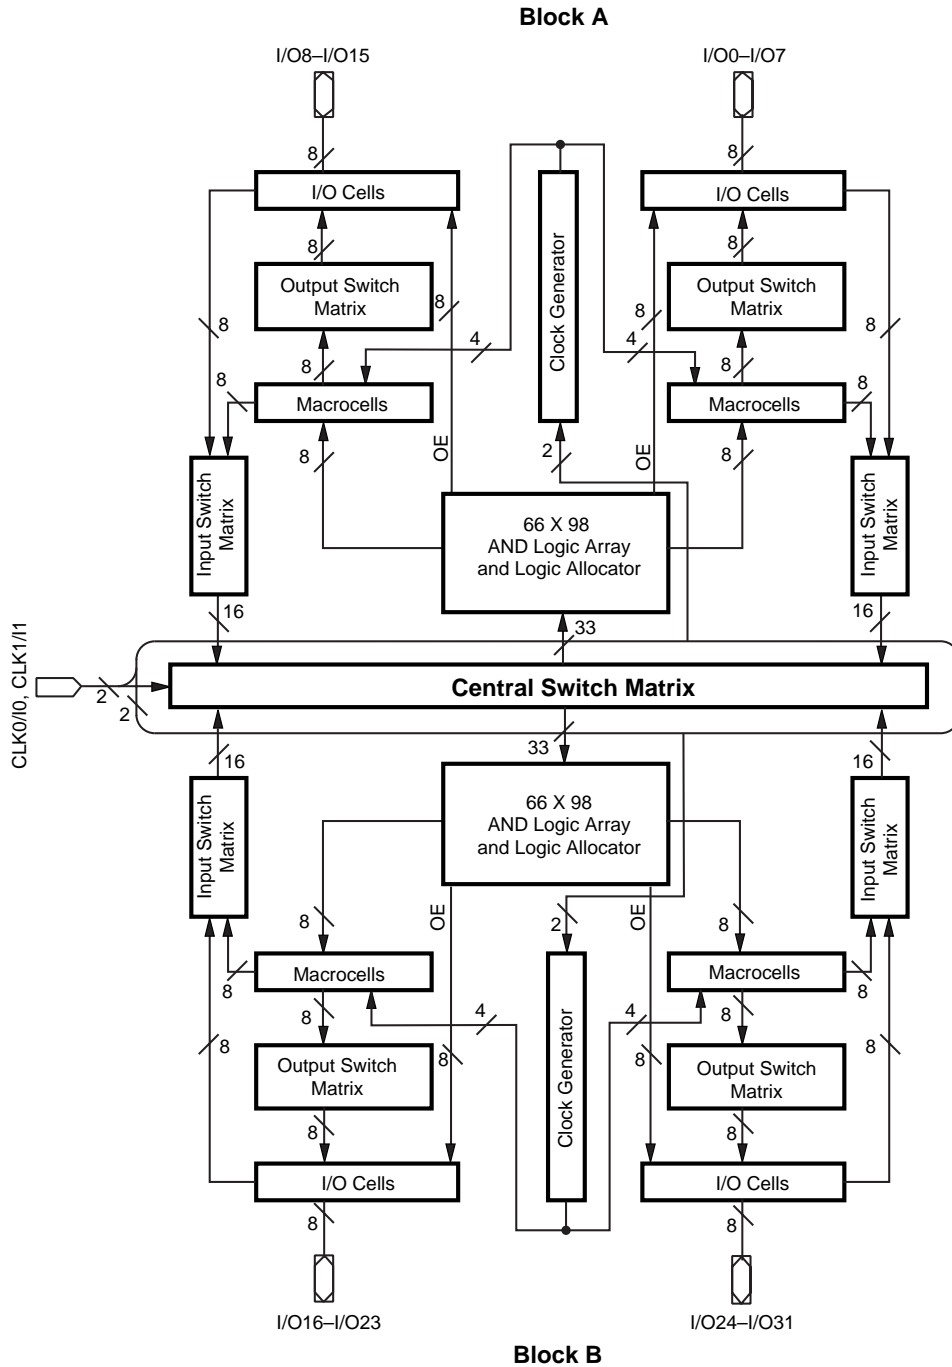 Block A
I/O8–I/O15
I/O0–I/O7
8
8
I/O Cells
I/O Cells
8
8
Clock Generator
Output Switch
Matrix
Output Switch
Matrix
8
8
8
8
4
4
8
8
8
8
Macrocells
Macrocells
8
OE
2
OE
8
Input Switch
Matrix
Input Switch
Matrix
66 X 98
AND Logic Array
and Logic Allocator
16
33
16
CLK0/I0, CLK1/I1
2
2
Central Switch Matrix
16
33
16
Input Switch
Matrix
Input Switch
Matrix
66 X 98
AND Logic Array
and Logic Allocator
8
OE
2
OE
8
Macrocells
Macrocells
8
8
8
8
4
4
8
8
8
8
Output Switch
Matrix
Output Switch
Matrix
Clock Generator
8
8
I/O Cells
I/O Cells
8
8
I/O16–I/O23
I/O24–I/O31
Block B